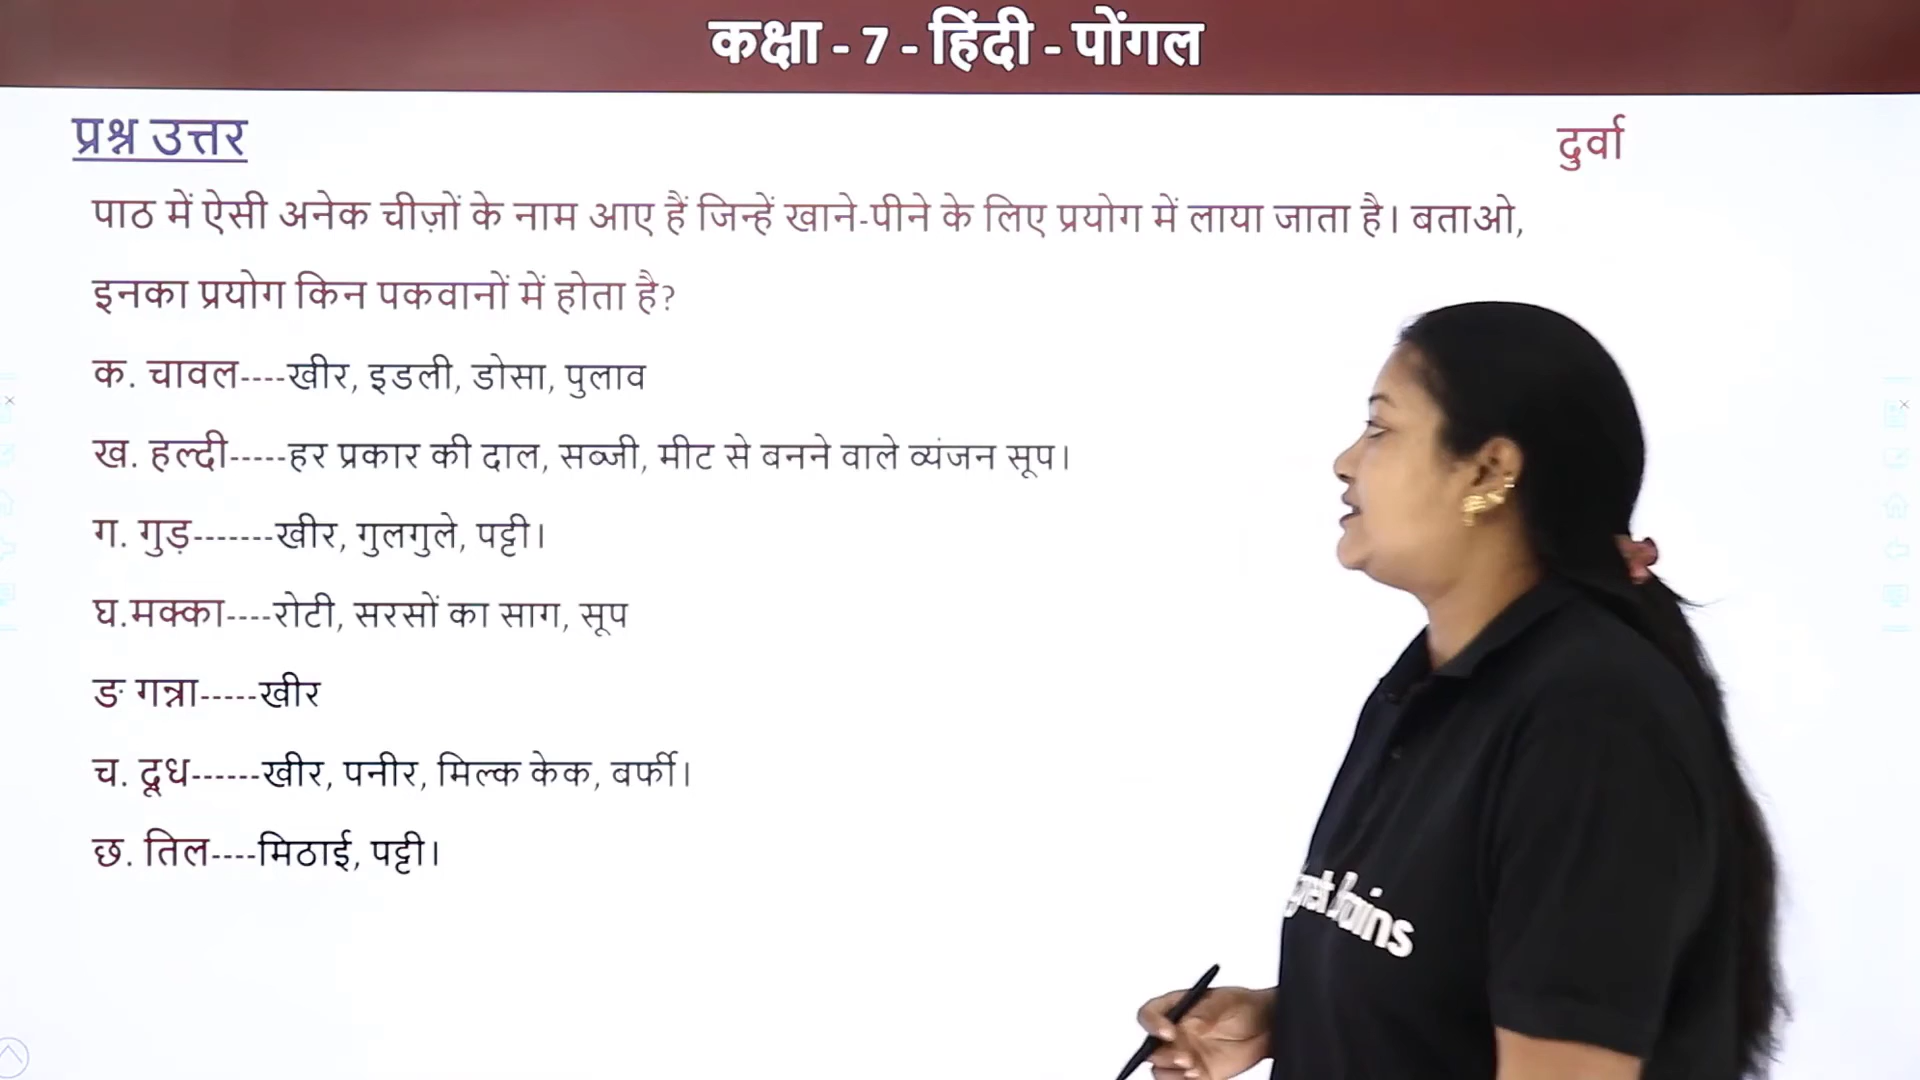 कक्षा - 7 - हिंदी - पोंगल
प्रश्न उत्तर
दुर्वा
पाठ में ऐसी अनेक चीज़ों के नाम आए हैं जिन्हें खाने-पीने के लिए प्रयोग में लाया जाता है। बताओ,
इनका प्रयोग किन पकवानों में होता है?
क. चावल----खीर, इडली, डोसा, पुलाव
ख. हल्दी-----हर प्रकार की दाल, सब्जी, मीट से बनने वाले व्यंजन सूप।
ग. गुड़-------खीर, गुलगुले, पट्टी।
घ.मक्का----रोटी, सरसों का साग, सूप
ङ गन्ना-----खीर
च. दूध------खीर, पनीर, मिल्क केक, बर्फी।
छ. तिल----मिठाई, पट्टी।